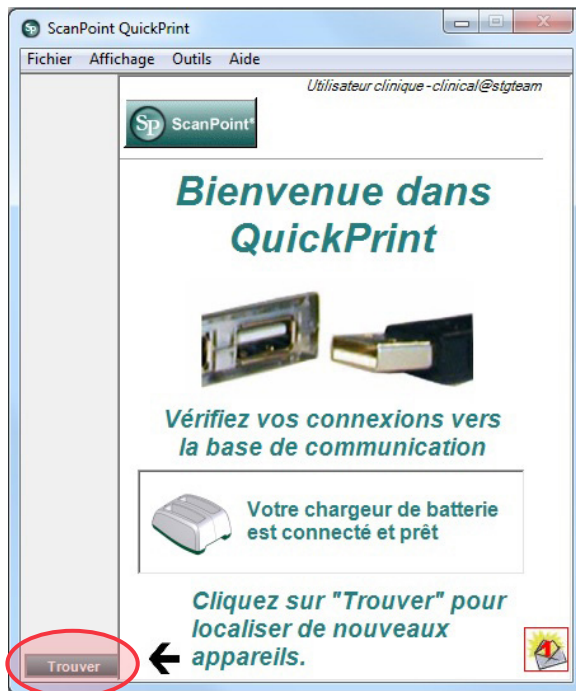 ScanPoint QuickPrint
Fichier Affichage Outils Aide
Utilisateur clinique - clinical@stgteam
Sp ScanPoint®
Bienvenue dans
QuickPrint
Vérifiez vos connexions vers
la base de communication
Votre chargeur de batterie
est connecté et prêt
Cliquez sur "Trouver" pour
localiser de nouveaux
appareils.
Trouver